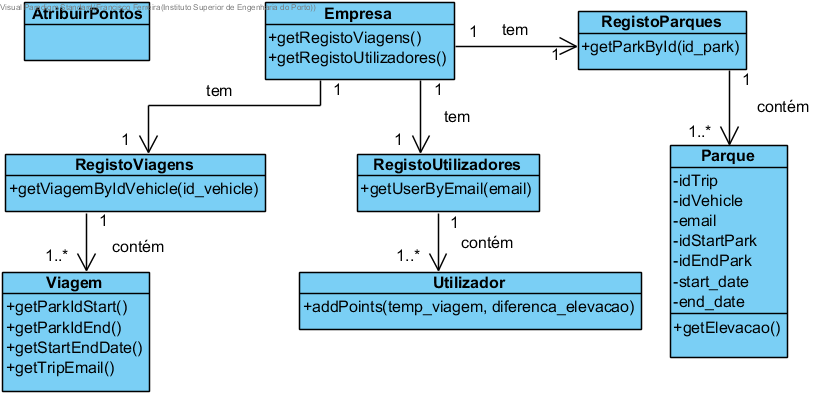 Visual Paradigm Standard(Francisco Ferreira(Instituto Superior de Engenharia do Porto))
AtribuirPontos
Empresa
+getRegistoViagens()
+getRegistoUtilizadores()
1
tem
1
RegistoParques
+getParkById(id_park)
1
contém
1..*
tem
1
1
1
tem
1
RegistoViagens
+getViagemByIdVehicle(id_vehicle)
1
contém
1..*
RegistoUtilizadores
+getUserByEmail(email)
1
contém
1..*
Parque
-idTrip
-idVehicle
-email
-idStartPark
-idEndPark
-start_date
-end_date
+getElevacao()
Viagem
+getParkIdStart()
+getParkIdEnd()
+getStartEndDate()
+getTripEmail()
Utilizador
+addPoints(temp_viagem, diferenca_elevacao)